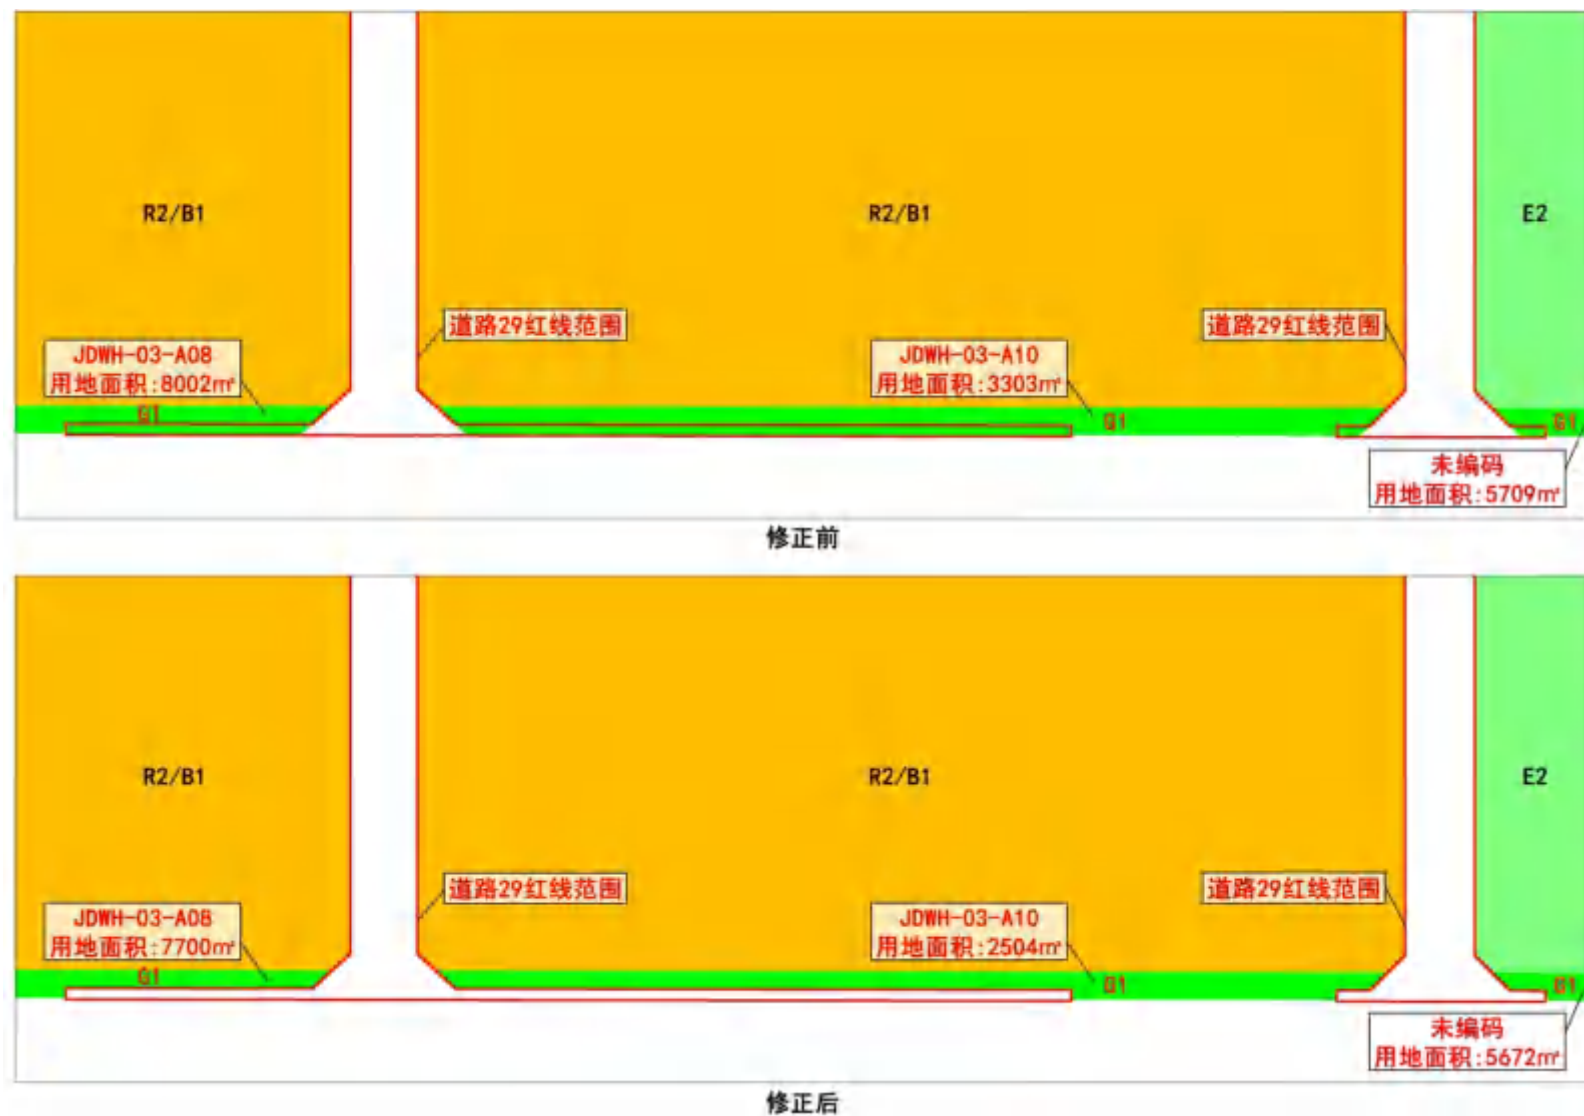 R2/B1
R2/B1
E2
道路29红线范围
道路29红线范围
JDWH-03-A08
用地面积:8002㎡
JDWH-03-A10
用地面积:3303㎡
G1
G1
G1
未编码
用地面积:5709㎡
修正前
R2/B1
R2/B1
E2
道路29红线范围
道路29红线范围
JDWH-03-A08
用地面积:7700㎡
JDWH-03-A10
用地面积:2504㎡
G1
G1
G1
未编码
用地面积:5672㎡
修正后